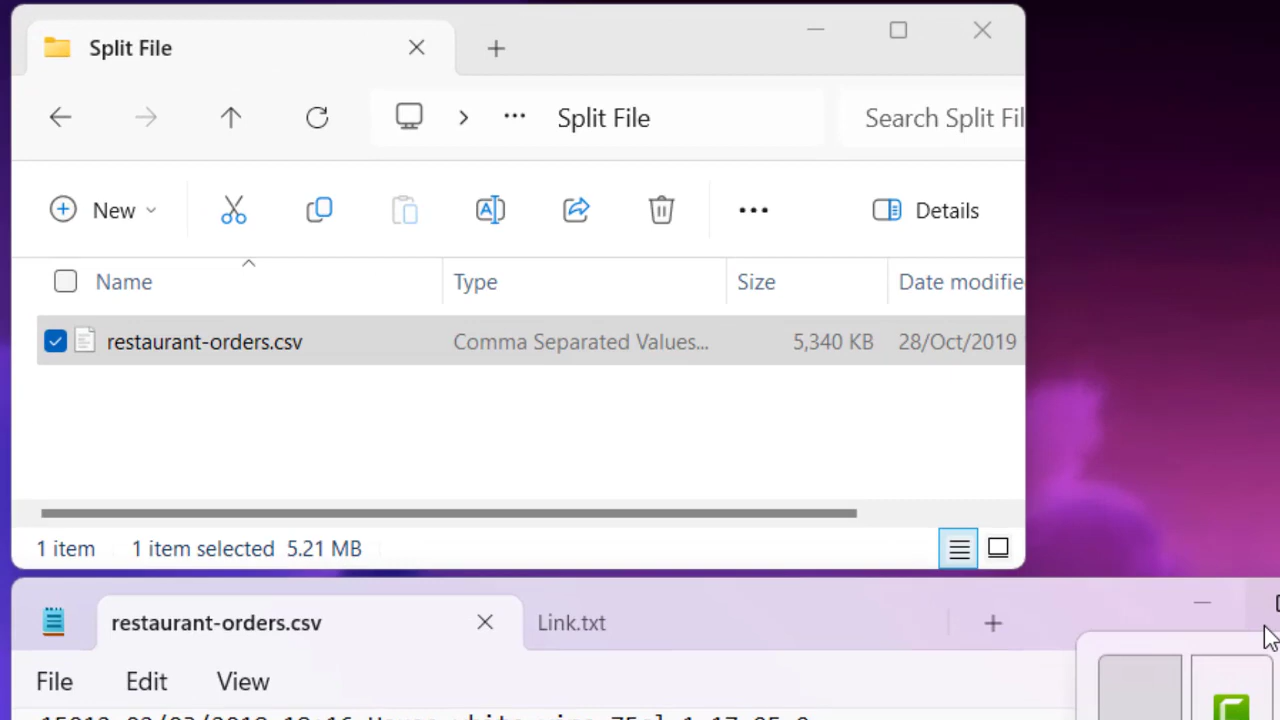 Split File
Split File
Search Split Fil
New
Details
Name Type Size Date modifie
restaurant-orders.csv Comma Separated Values... 5,340 KB 28/Oct/2019
1 item 1 item selected 5.21 MB
restaurant-orders.csv Link.txt
File Edit View